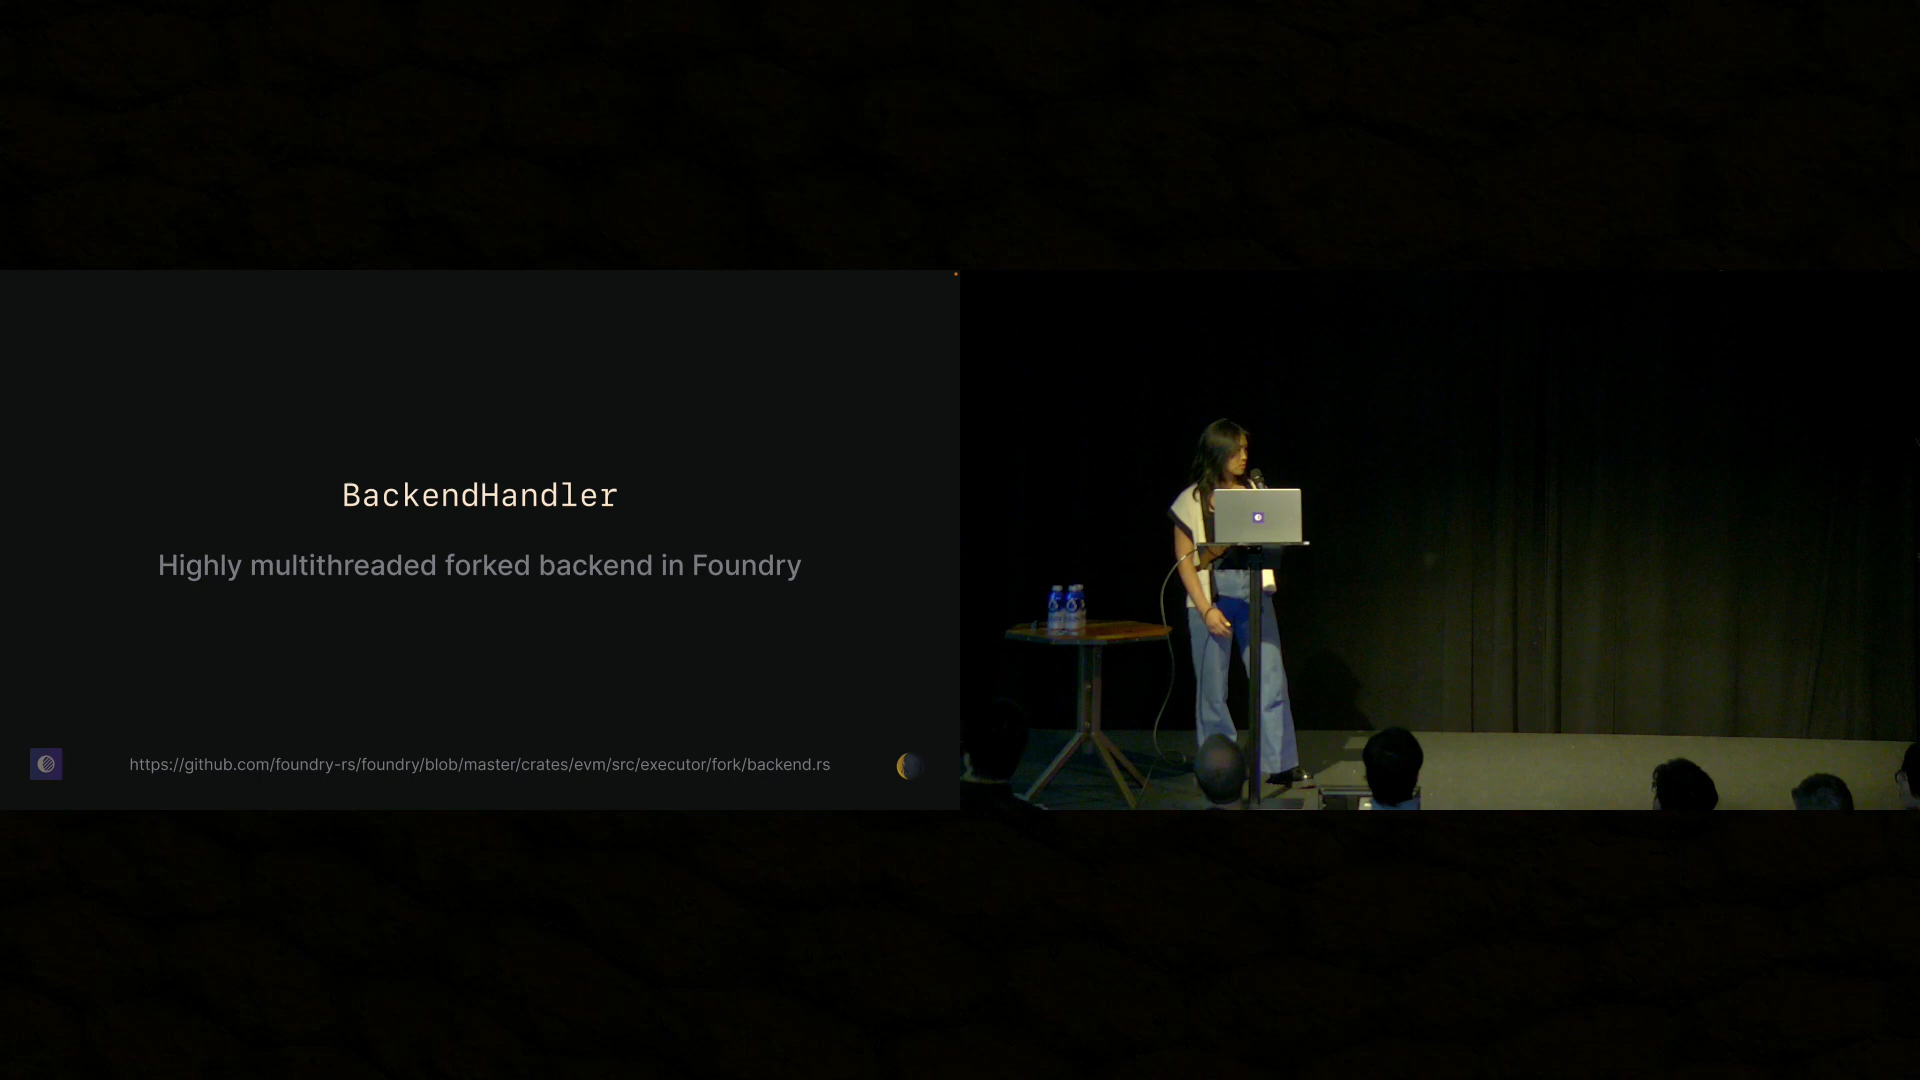 BackendHandler
Highly multithreaded forked backend in Foundry
https://github.com/foundry-rs/foundry/blob/master/crates/evm/src/executor/fork/backend.rs